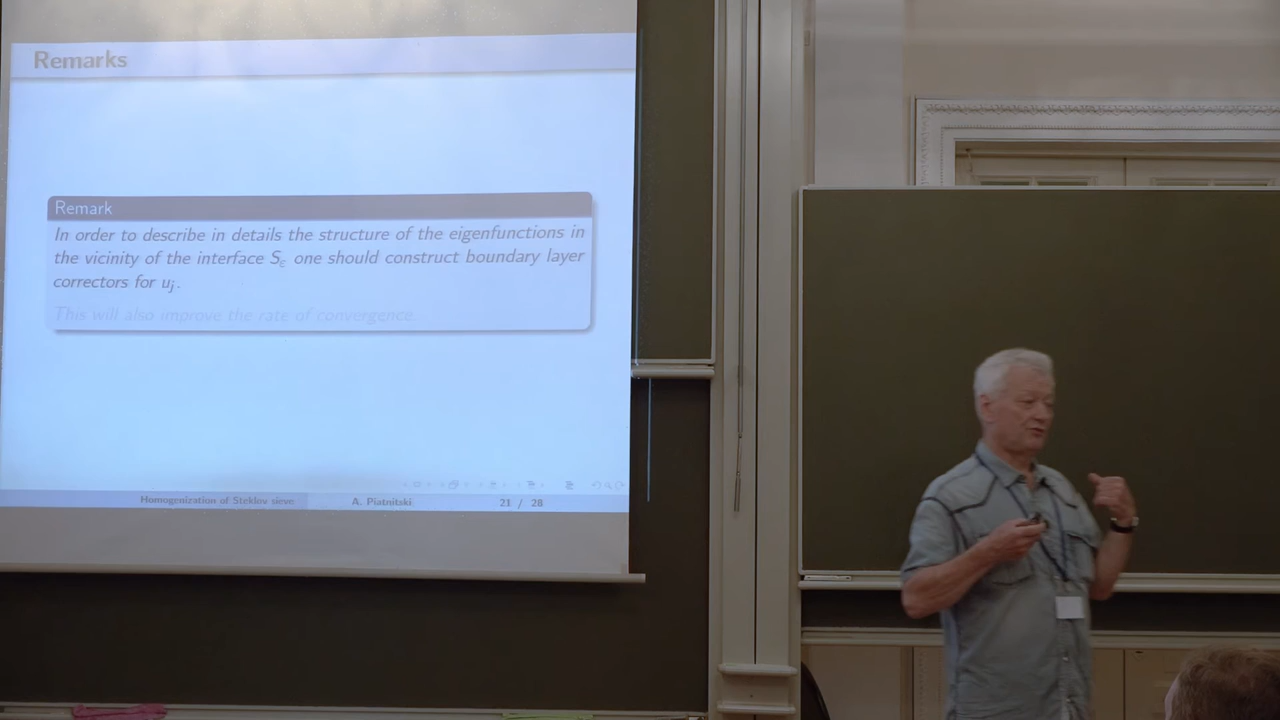 Remarks
Remark
In order to describe in details the structure of the eigenfunctions in
the vicinity of the interface Sε one should construct boundary layer
correctors for uj.
This will also improve the rate of convergence.
Homogenization of Steklov sieve A. Piatnitski 21 / 28